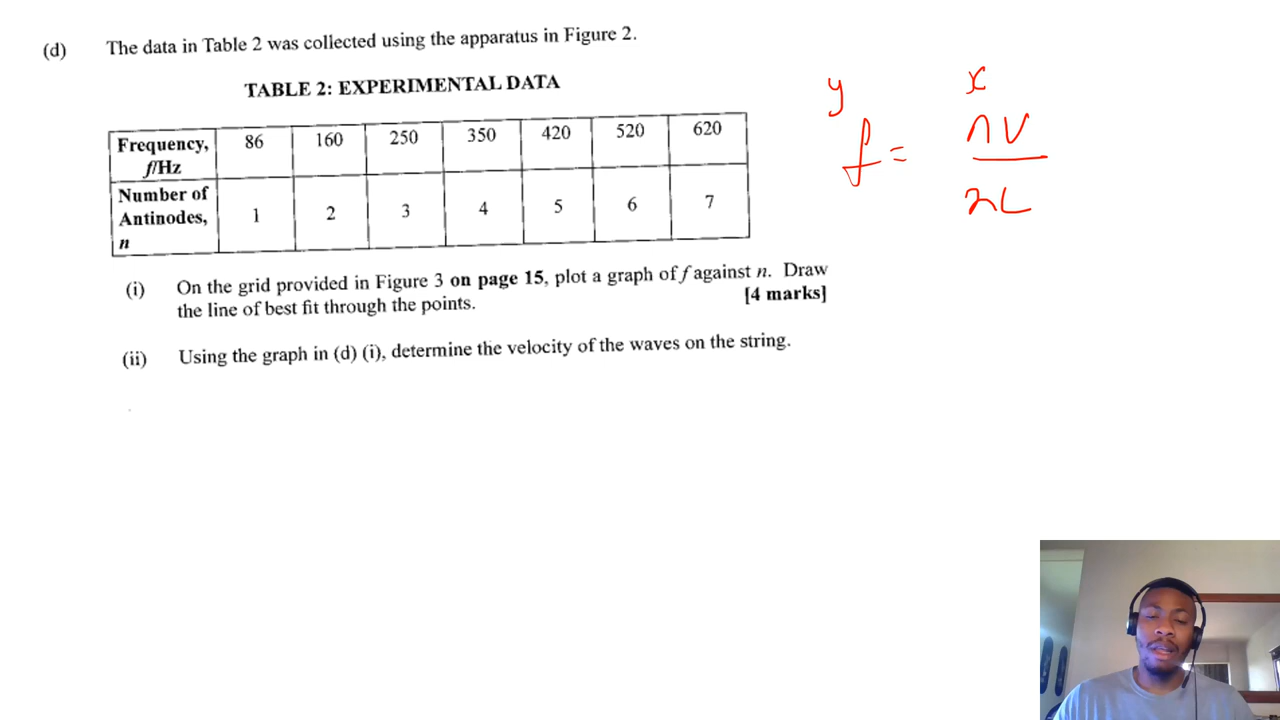 (d) The data in Table 2 was collected using the apparatus in Figure 2.
TABLE 2: EXPERIMENTAL DATA
Frequency, f/Hz 86 160 250 350 420 520 620
Number of Antinodes, n 1 2 3 4 5 6 7
(i) On the grid provided in Figure 3 on page 15, plot a graph of f against n. Draw
the line of best fit through the points. [4 marks]
(ii) Using the graph in (d) (i), determine the velocity of the waves on the string.
y x
f = nV
2L